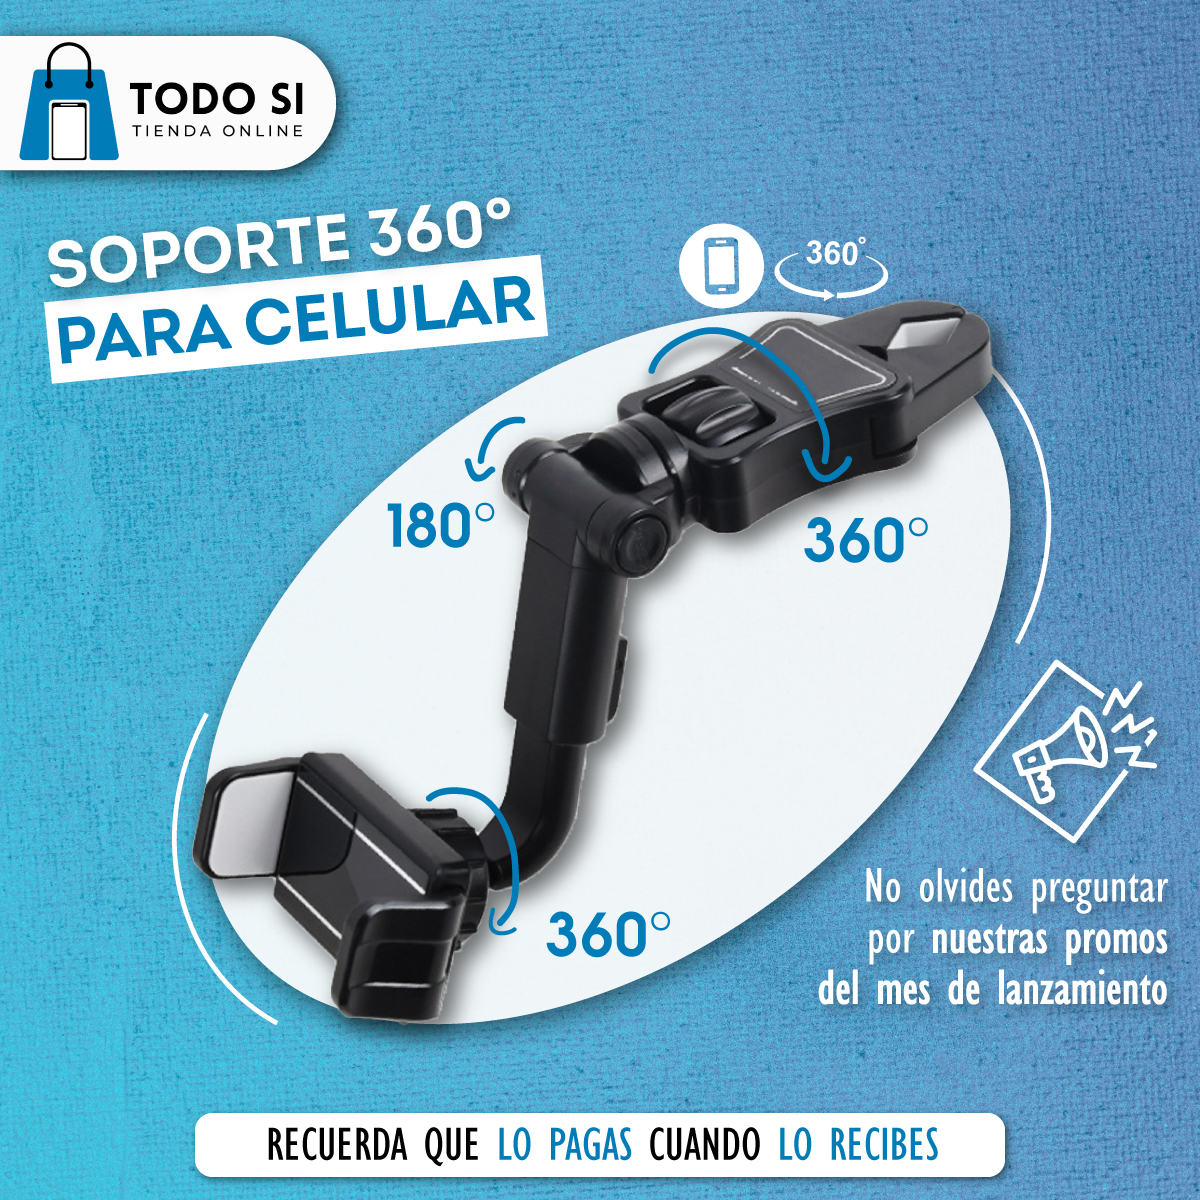 TODO SI
TIENDA ONLINE
SOPORTE 360°
PARA CELULAR
360°
180°
360°
360°
No olvides preguntar
por nuestras promos
del mes de lanzamiento
RECUERDA QUE LO PAGAS CUANDO LO RECIBES